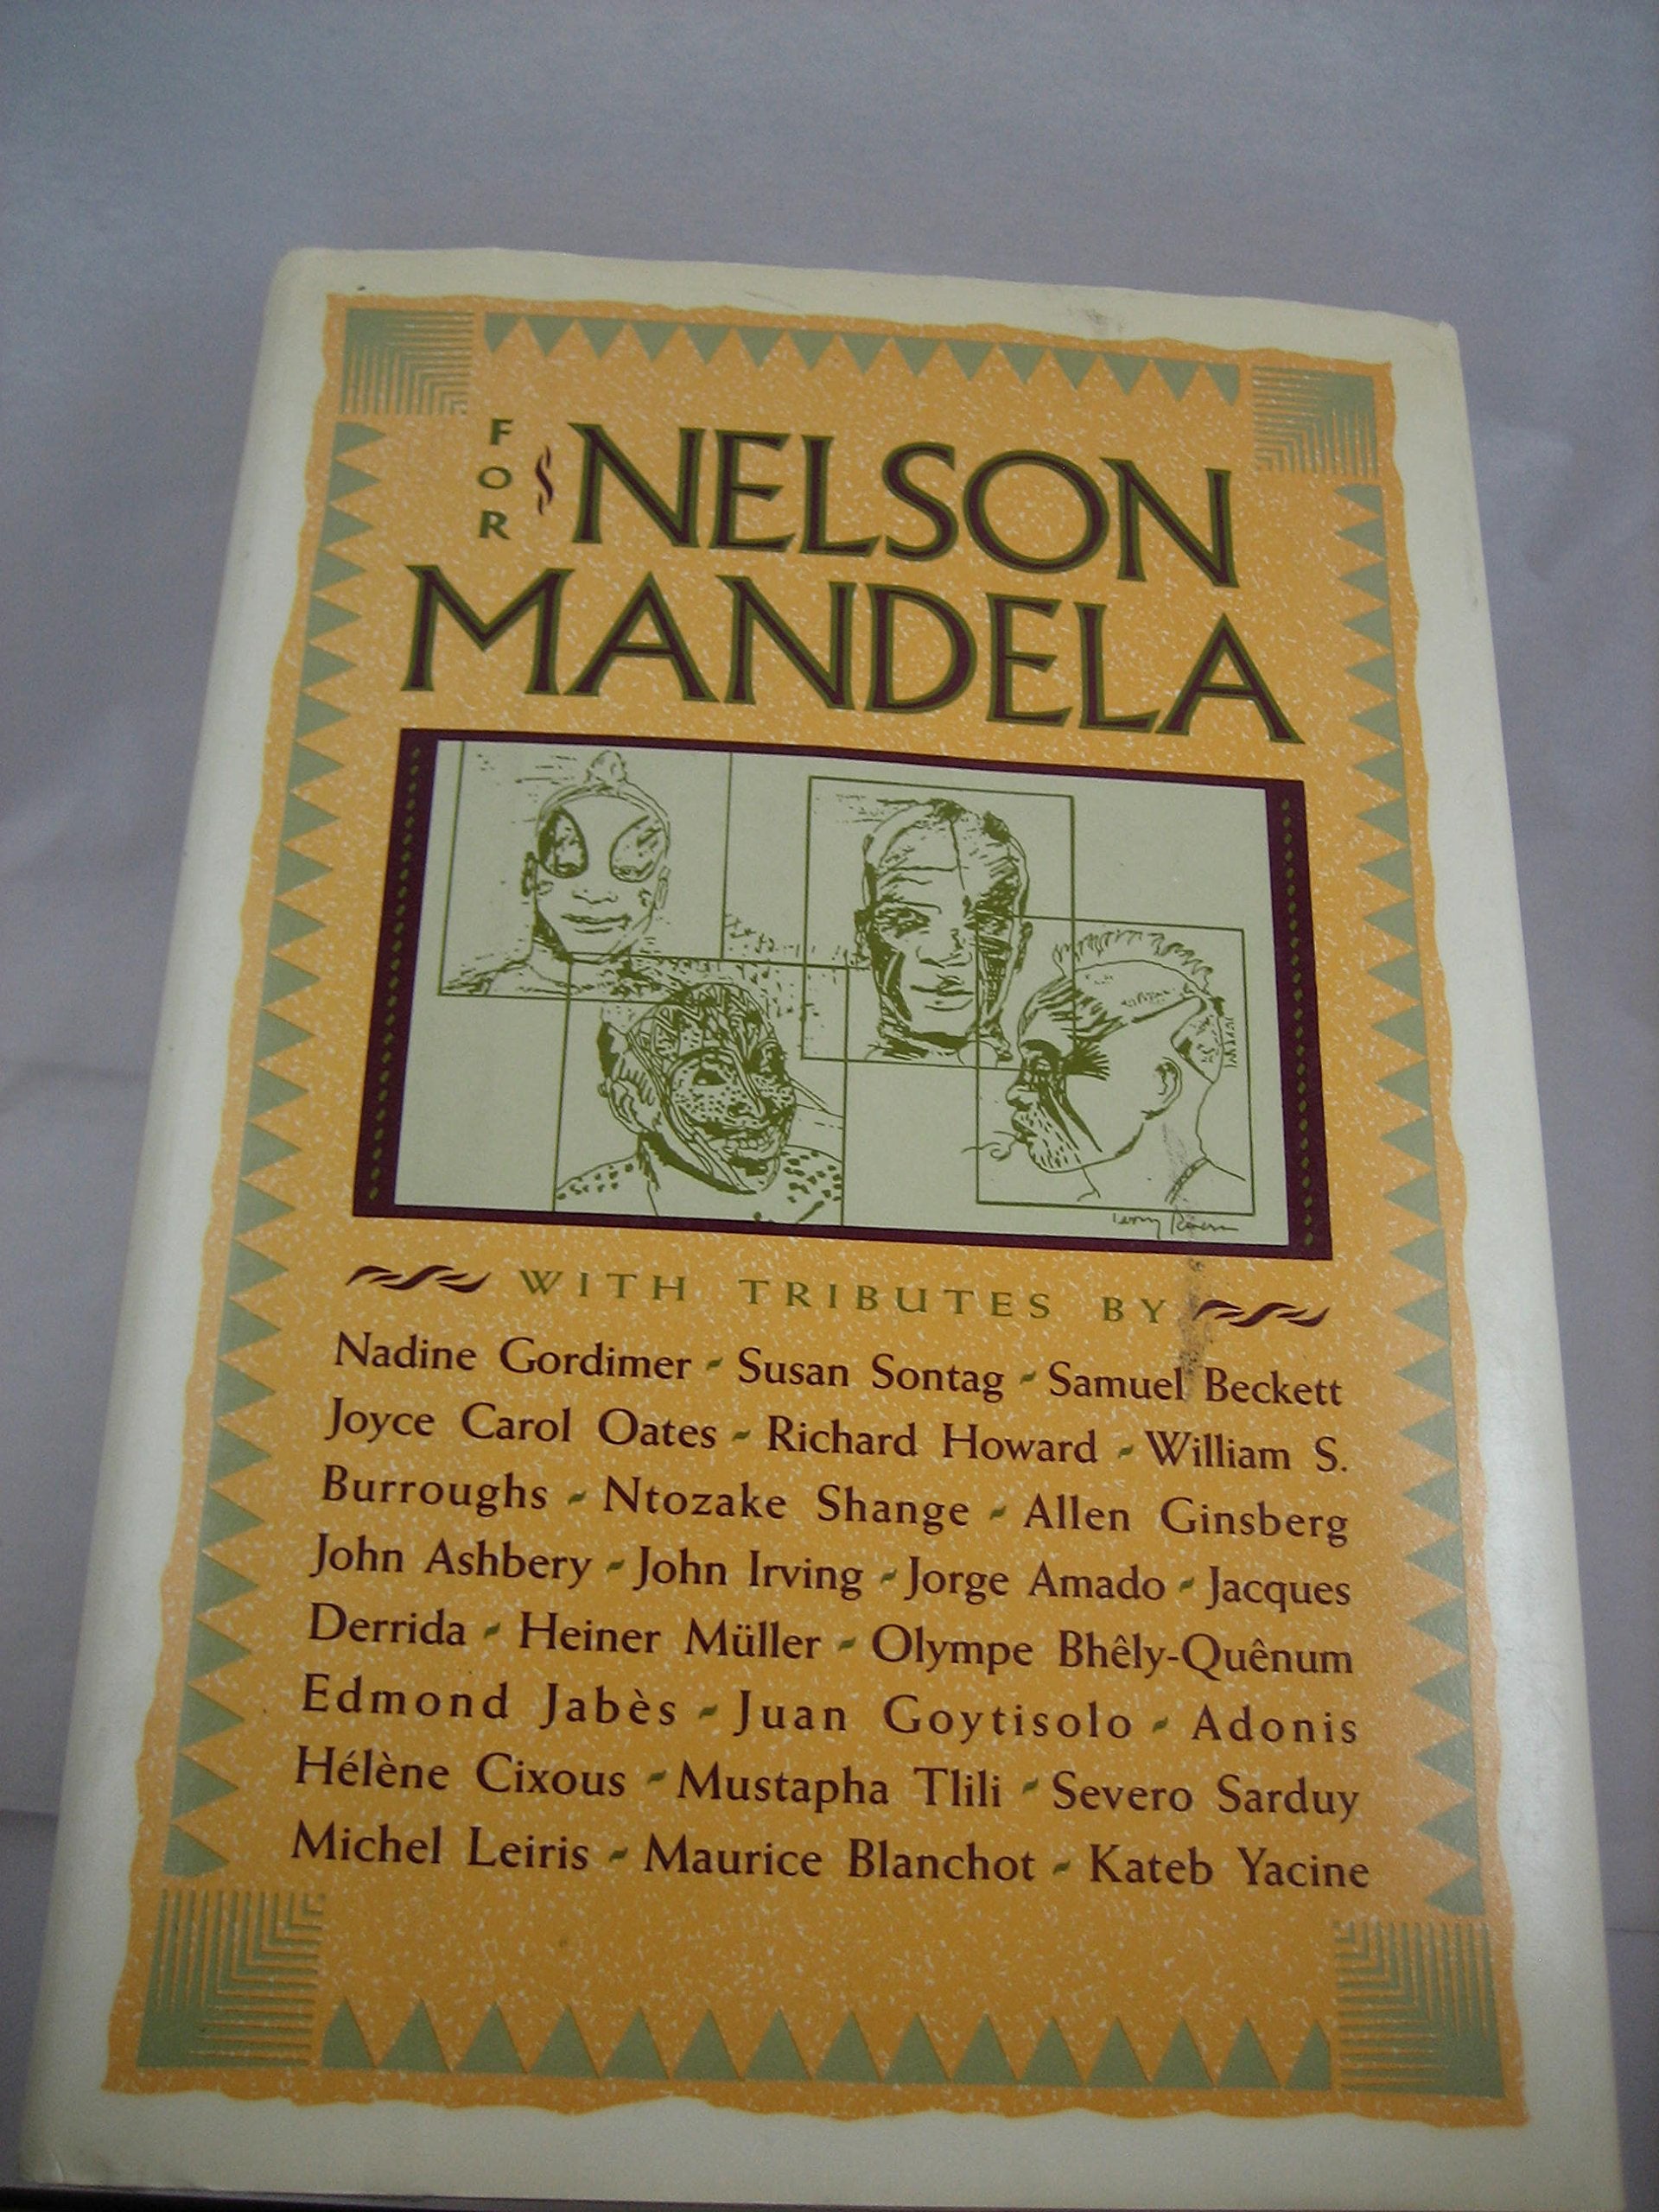 FOR NELSON
MANDELA
WITH TRIBUTES BY
Nadine Gordimer - Susan Sontag - Samuel Beckett
Joyce Carol Oates - Richard Howard - William S.
Burroughs - Ntozake Shange - Allen Ginsberg
John Ashbery - John Irving - Jorge Amado - Jacques
Derrida - Heiner Müller - Olympe Bhêly-Quênum
Edmond Jabès - Juan Goytisolo - Adonis
Hélène Cixous - Mustapha Tlili - Severo Sarduy
Michel Leiris - Maurice Blanchot - Kateb Yacine